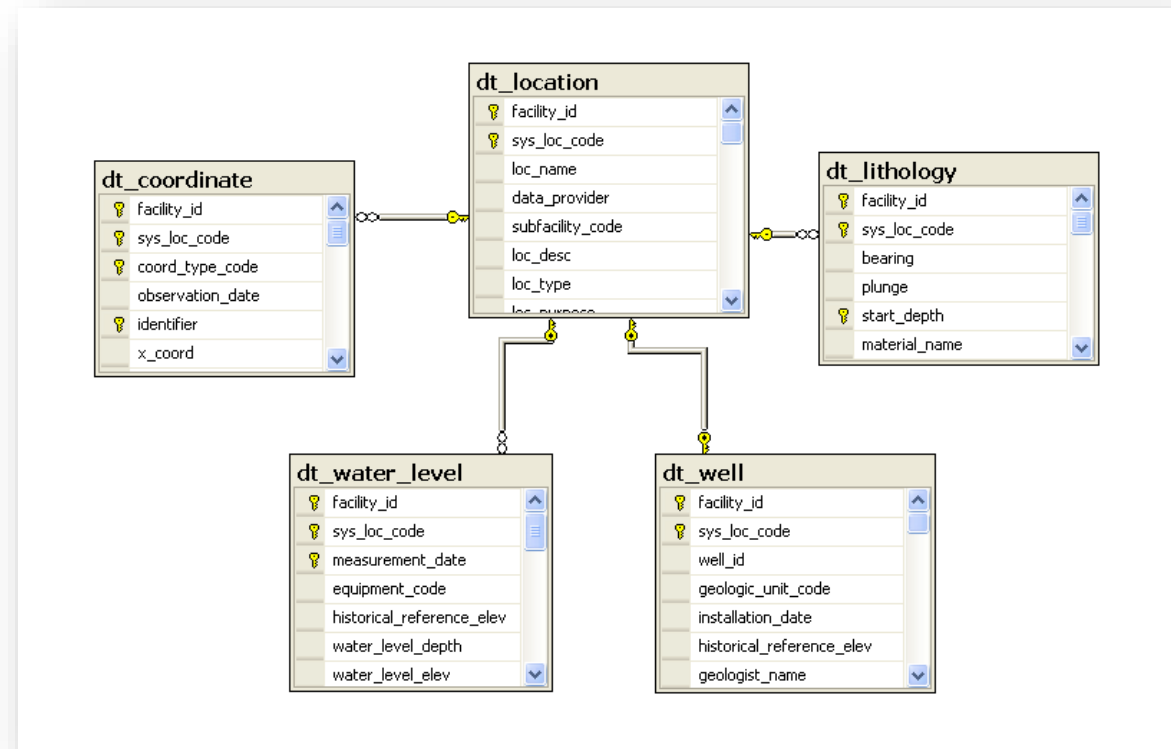 dt_location
facility_id
sys_loc_code
loc_name
data_provider
subfacility_code
loc_desc
loc_type
loc_purpose
dt_coordinate
facility_id
sys_loc_code
coord_type_code
observation_date
identifier
x_coord
dt_lithology
facility_id
sys_loc_code
bearing
plunge
start_depth
material_name
dt_water_level
facility_id
sys_loc_code
measurement_date
equipment_code
historical_reference_elev
water_level_depth
water_level_elev
dt_well
facility_id
sys_loc_code
well_id
geologic_unit_code
installation_date
historical_reference_elev
geologist_name